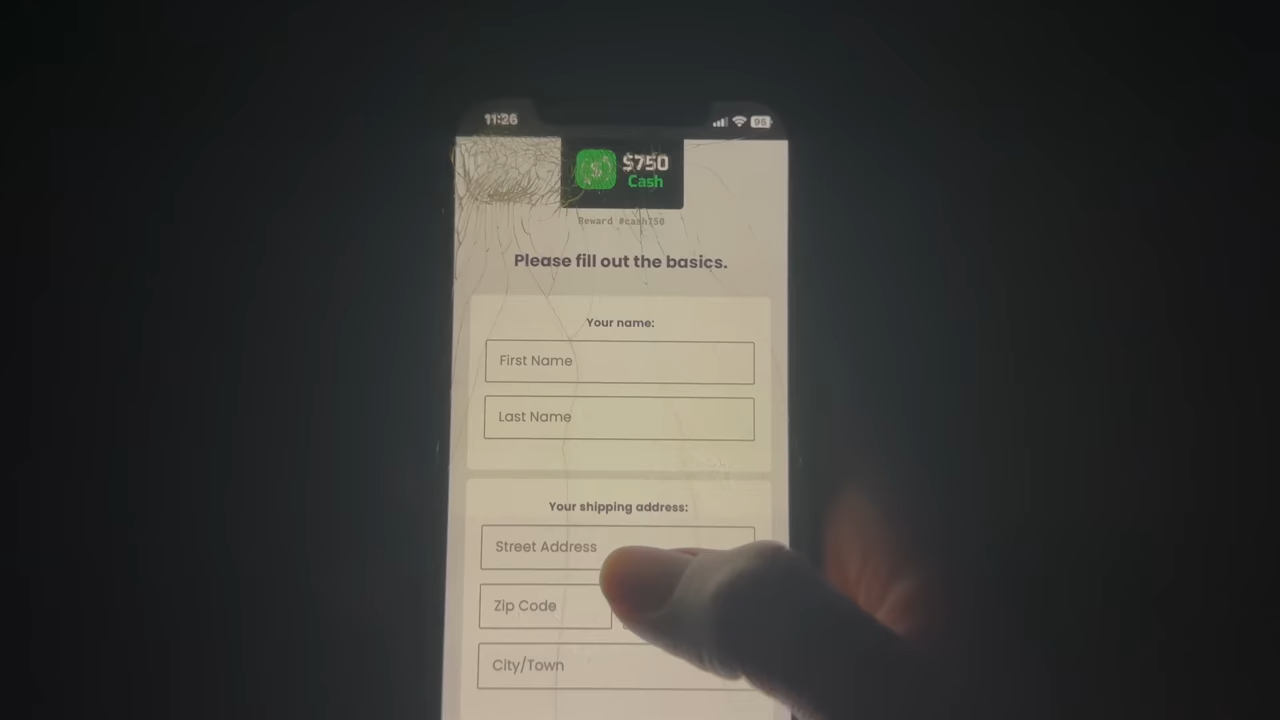 11:26
95
$750
Cash
Reward #cash750
Please fill out the basics.
Your name:
First Name
Last Name
Your shipping address:
Street Address
Zip Code
City/Town